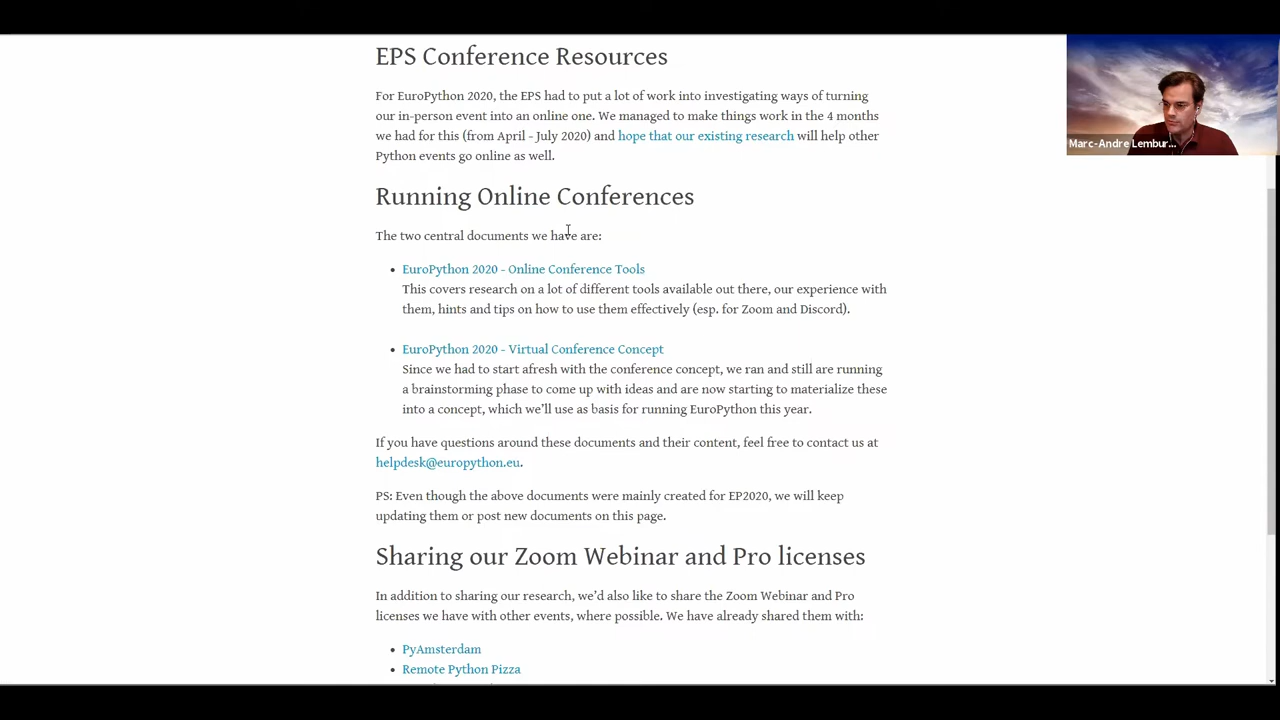 EPS Conference Resources
For EuroPython 2020, the EPS had to put a lot of work into investigating ways of turning
our in-person event into an online one. We managed to make things work in the 4 months
we had for this (from April - July 2020) and hope that our existing research will help other
Python events go online as well.
Marc-Andre Lembur...
Running Online Conferences
The two central documents we have are:
• EuroPython 2020 - Online Conference Tools
This covers research on a lot of different tools available out there, our experience with
them, hints and tips on how to use them effectively (esp. for Zoom and Discord).
• EuroPython 2020 - Virtual Conference Concept
Since we had to start afresh with the conference concept, we ran and still are running
a brainstorming phase to come up with ideas and are now starting to materialize these
into a concept, which we’ll use as basis for running EuroPython this year.
If you have questions around these documents and their content, feel free to contact us at
helpdesk@europython.eu.
PS: Even though the above documents were mainly created for EP2020, we will keep
updating them or post new documents on this page.
Sharing our Zoom Webinar and Pro licenses
In addition to sharing our research, we’d also like to share the Zoom Webinar and Pro
licenses we have with other events, where possible. We have already shared them with:
• PyAmsterdam
• Remote Python Pizza